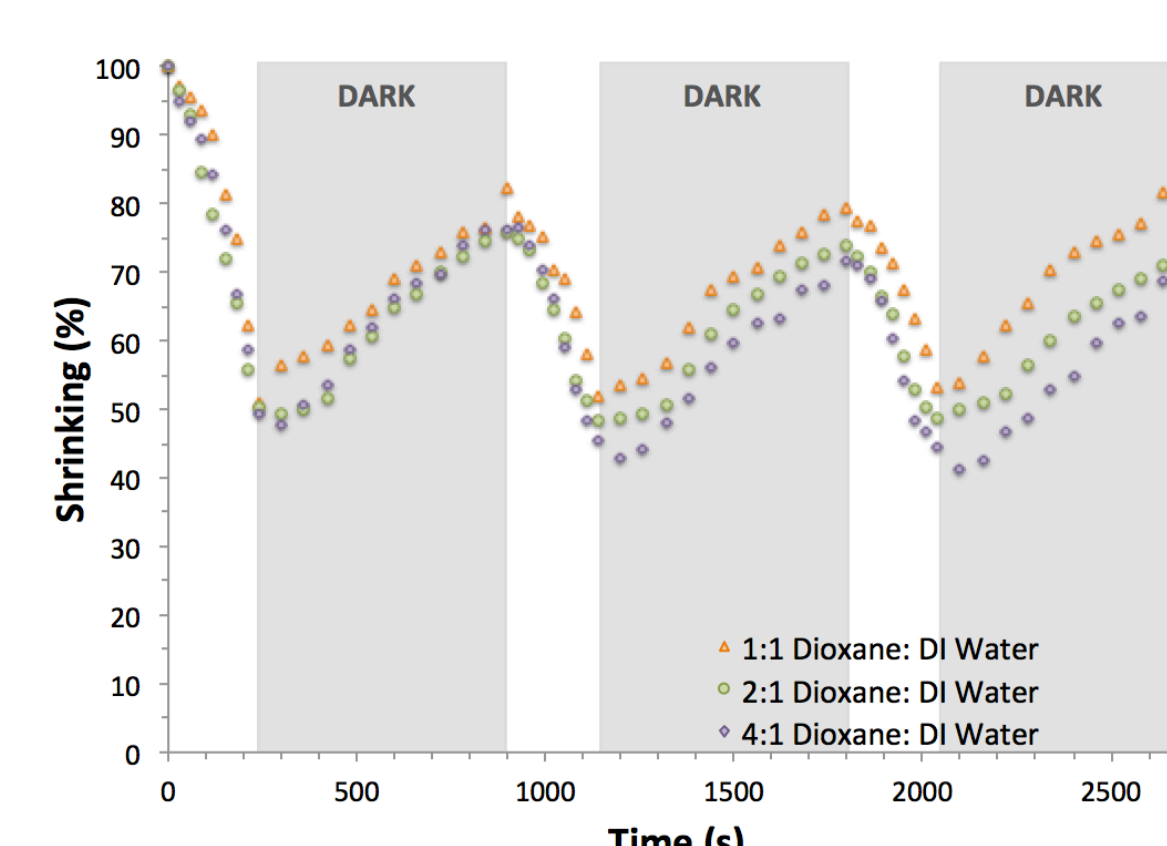 DARK DARK DARK
100
90
80
70
60
50
40
30
20
10
0
Shrinking (%)
1:1 Dioxane: DI Water
2:1 Dioxane: DI Water
4:1 Dioxane: DI Water
0 500 1000 1500 2000 2500
Time (s)